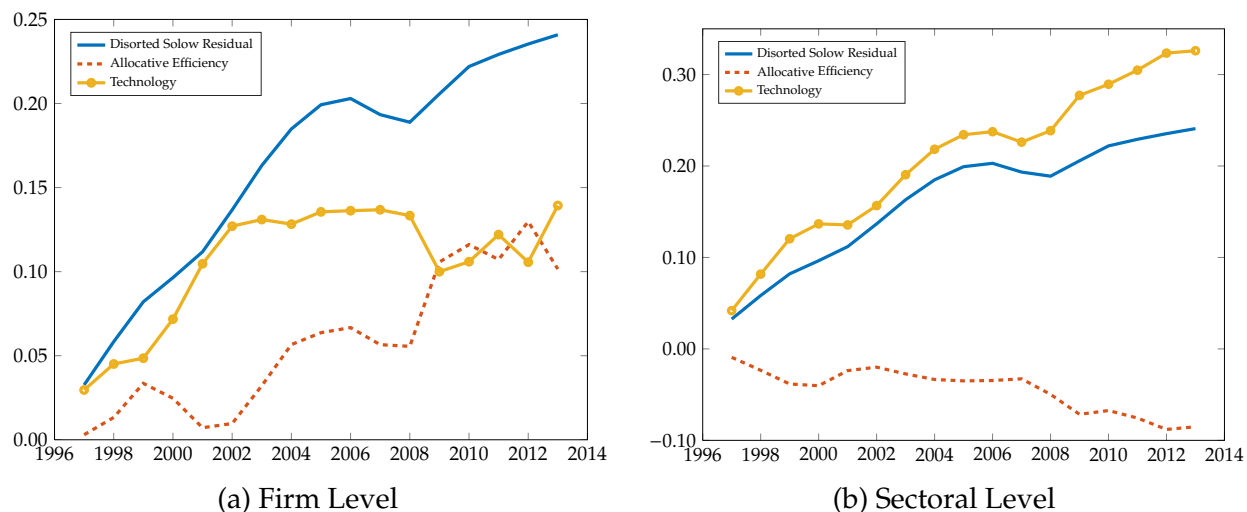 0.25
0.20
0.15
0.10
0.05
0.00
1996 1998 2000 2002 2004 2006 2008 2010 2012 2014
Disorted Solow Residual
Allocative Efficiency
Technology
(a) Firm Level
0.30
0.20
0.10
0.00
−0.10
1996 1998 2000 2002 2004 2006 2008 2010 2012 2014
Disorted Solow Residual
Allocative Efficiency
Technology
(b) Sectoral Level